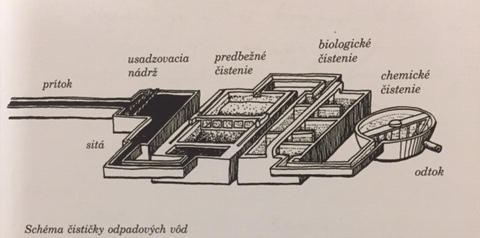 prítok
usadzovacia
nádrž
predbežné
čistenie
biologické
čistenie
chemické
čistenie
sitá
odtok
Schéma čističky odpadových vôd